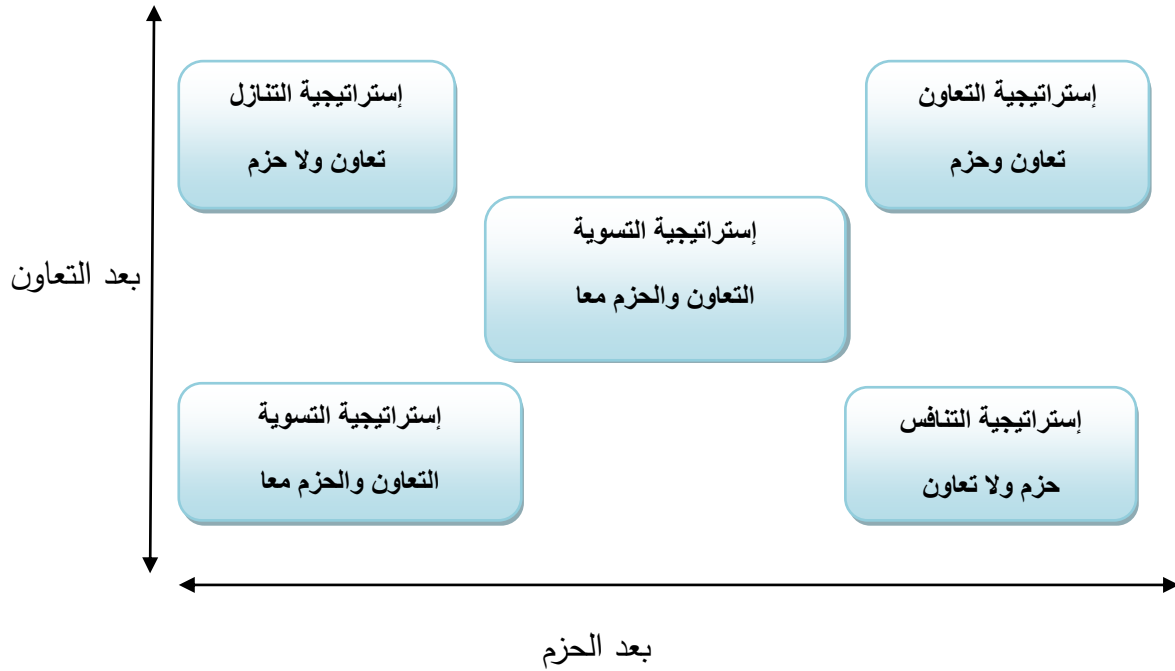 إستراتيجية التعاون
تعاون وحزم
إستراتيجية التنازل
تعاون ولا حزم
إستراتيجية التسوية
التعاون والحزم معا
بعد التعاون
إستراتيجية التنافس
حزم ولا تعاون
إستراتيجية التسوية
التعاون والحزم معا
بعد الحزم